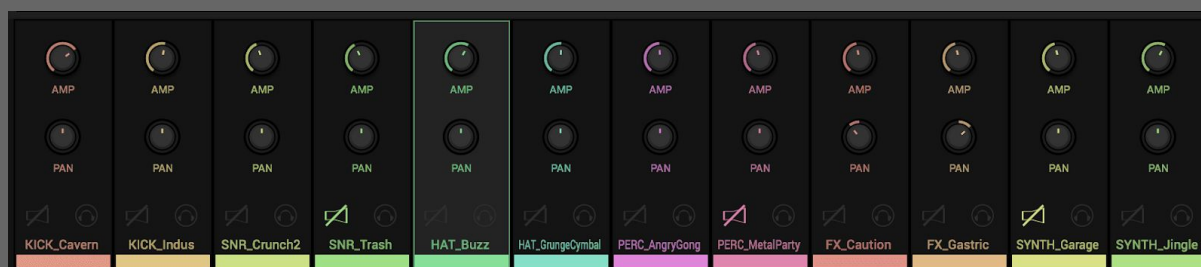 AMP AMP AMP AMP AMP AMP AMP AMP AMP AMP AMP AMP
PAN PAN PAN PAN PAN PAN PAN PAN PAN PAN PAN PAN
KICK_Cavern KICK_Indus SNR_Crunch2 SNR_Trash HAT_Buzz HAT_GrungeCymbal PERC_AngryGong PERC_MetalParty FX_Caution FX_Gastric SYNTH_Garage SYNTH_Jingle